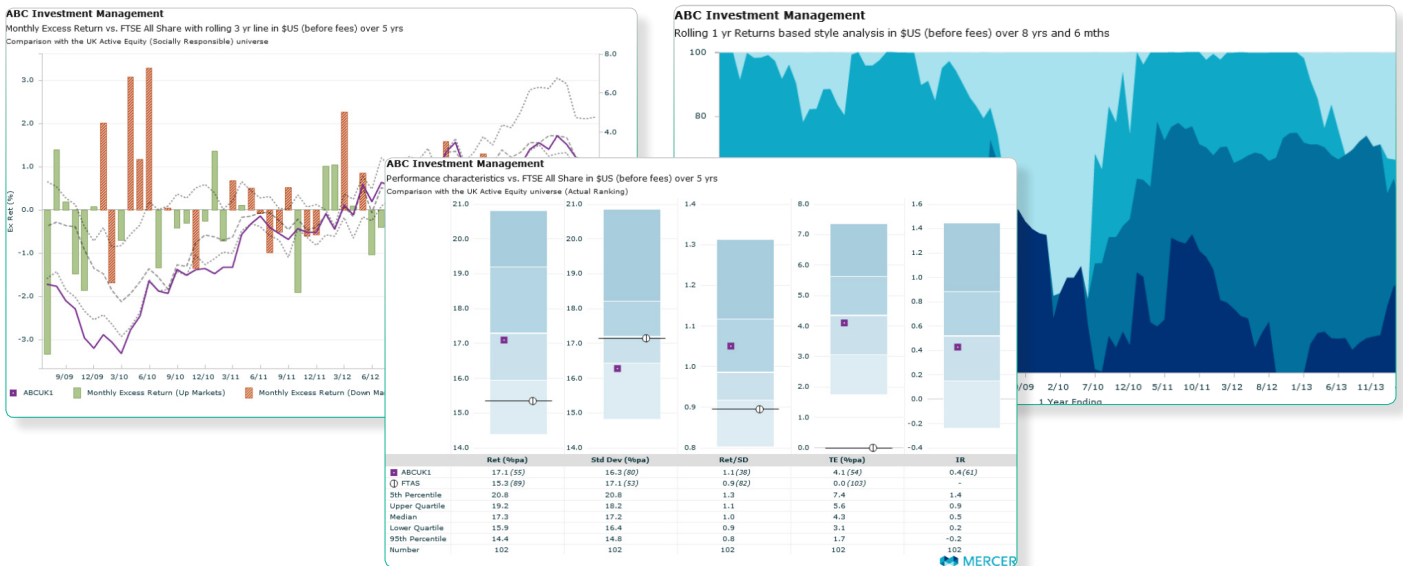 ABC Investment Management
Monthly Excess Return vs. FTSE All Share with rolling 3 yr line in $US (before fees) over 5 yrs
Comparison with the UK Active Equity (Socially Responsible) universe
8.0
3.0
6.0
2.0
4.0
1.0
0.0
-1.0
-2.0
-3.0
Ex Ret (%)
9/09 12/09 3/10 6/10 9/10 12/10 3/11 6/11 9/11 12/11 3/12 6/12
ABCUK1 Monthly Excess Return (Up Markets) Monthly Excess Return (Down Ma
ABC Investment Management
Rolling 1 yr Returns based style analysis in $US (before fees) over 8 yrs and 6 mths
100
80
/09 2/10 7/10 12/10 5/11 10/11 3/12 8/12 1/13 6/13 11/13
1 Year Ending
ABC Investment Management
Performance characteristics vs. FTSE All Share in $US (before fees) over 5 yrs
Comparison with the UK Active Equity universe (Actual Ranking)
21.0 21.0 1.4 8.0 1.6
20.0 20.0 1.3 7.0 1.4
19.0 19.0 1.2 6.0 1.2
18.0 18.0 1.1 5.0 1.0
17.0 17.0 1.0 4.0 0.8
16.0 16.0 0.9 3.0 0.6
15.0 15.0 0.8 2.0 0.4
14.0 14.0 1.0 0.2
0.0 0.0
-0.2
-0.4
Ret (%pa) Std Dev (%pa) Ret/SD TE (%pa) IR
ABCUK1 17.1 (55) 16.3 (80) 1.1 (38) 4.1 (54) 0.4 (61)
FTAS 15.3 (89) 17.1 (53) 0.9 (82) 0.0 (103) -
5th Percentile 20.8 20.8 1.3 7.4 1.4
Upper Quartile 19.2 18.2 1.1 5.6 0.9
Median 17.3 17.2 1.0 4.3 0.5
Lower Quartile 15.9 16.4 0.9 3.1 0.2
95th Percentile 14.4 14.8 0.8 1.7 -0.2
Number 102 102 102 102 102
MERCER